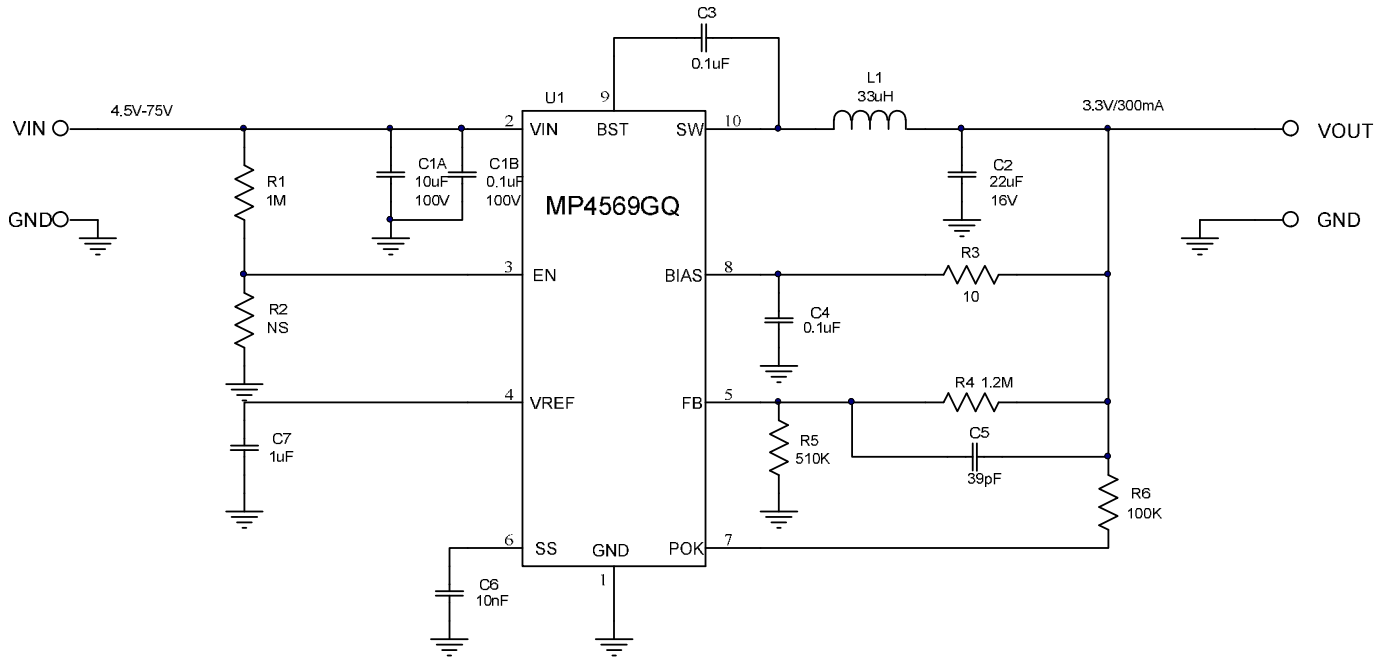 C3
0.1uF
L1
33uH
4.5V-75V
U1
9
3.3V/300mA
VIN
2
VIN
BST
SW
10
VOUT
C1A
10uF
100V
C1B
0.1uF
100V
C2
22uF
16V
R1
1M
MP4569GQ
GND
GND
3
EN
BIAS
8
R3
10
R2
NS
C4
0.1uF
4
VREF
FB
5
R4 1.2M
C7
1uF
R5
510K
C5
39pF
R6
100K
6
SS
GND
POK
7
1
C6
10nF